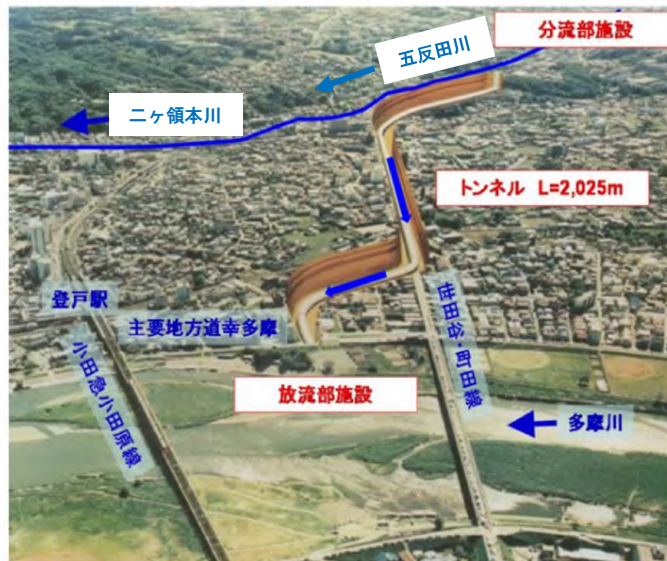 分流部施設
五反田川
二ヶ領本川
トンネル L=2,025m
登戸駅
主要地方道幸多摩
世田谷・町田線
小田急小田原線
放流部施設
多摩川